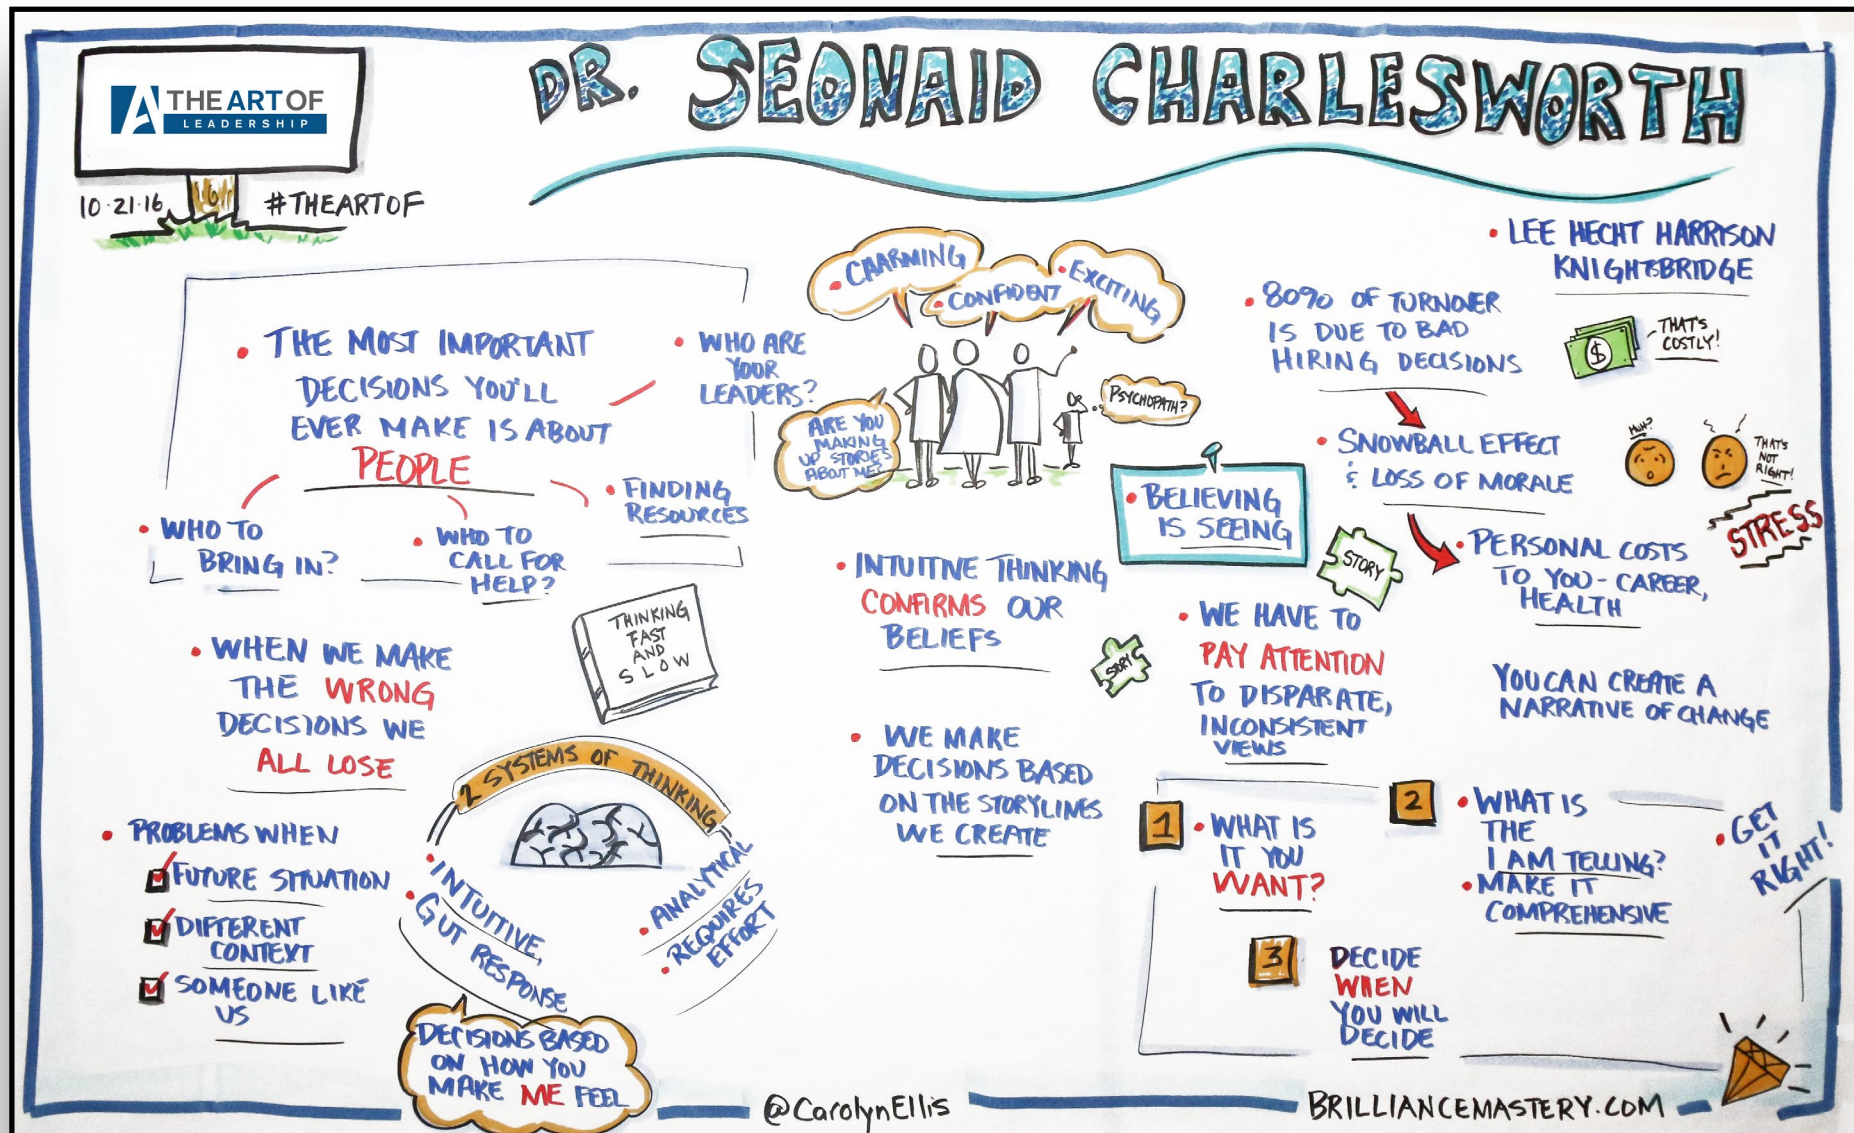 THE ART OF
LEADERSHIP
10·21·16
#THEARTOF
DR. SEONAID CHARLESWORTH
• THE MOST IMPORTANT
DECISIONS YOU'LL
EVER MAKE IS ABOUT
PEOPLE
• WHO ARE
YOUR
LEADERS?
• FINDING
RESOURCES
• WHO TO
CALL FOR
HELP?
• WHO TO
BRING IN?
• WHEN WE MAKE
THE WRONG
DECISIONS WE
ALL LOSE
THINKING
FAST
AND
SLOW
• PROBLEMS WHEN
FUTURE SITUATION
DIFFERENT
CONTEXT
SOMEONE LIKE
US
2 SYSTEMS OF THINKING
• INTUITIVE,
• GUT RESPONSE
• ANALYTICAL
• REQUIRES
EFFORT
DECISIONS BASED
ON HOW YOU
MAKE ME FEEL
• CHARMING
• CONFIDENT
• EXCITING
ARE YOU
MAKING
UP STORIES
ABOUT ME?
PSYCHOPATH?
• BELIEVING
IS SEEING
• INTUITIVE THINKING
CONFIRMS OUR
BELIEFS
STORY
STORY
• WE MAKE
DECISIONS BASED
ON THE STORYLINES
WE CREATE
• WE HAVE TO
PAY ATTENTION
TO DISPARATE,
INCONSISTENT
VIEWS
• LEE HECHT HARRISON
KNIGHTSBRIDGE
• 80% OF TURNOVER
IS DUE TO BAD
HIRING DECISIONS
$
THAT'S
COSTLY!
• SNOWBALL EFFECT
& LOSS OF MORALE
HUH?
THAT'S
NOT
RIGHT!
STRESS
• PERSONAL COSTS
TO YOU - CAREER,
HEALTH
YOU CAN CREATE A
NARRATIVE OF CHANGE
1
• WHAT IS
IT YOU
WANT?
2
• WHAT IS
THE
I AM TELLING?
• MAKE IT
COMPREHENSIVE
3
DECIDE
WHEN
YOU WILL
DECIDE
• GET
IT
RIGHT!
@CarolynEllis
BRILLIANCEMASTERY.COM